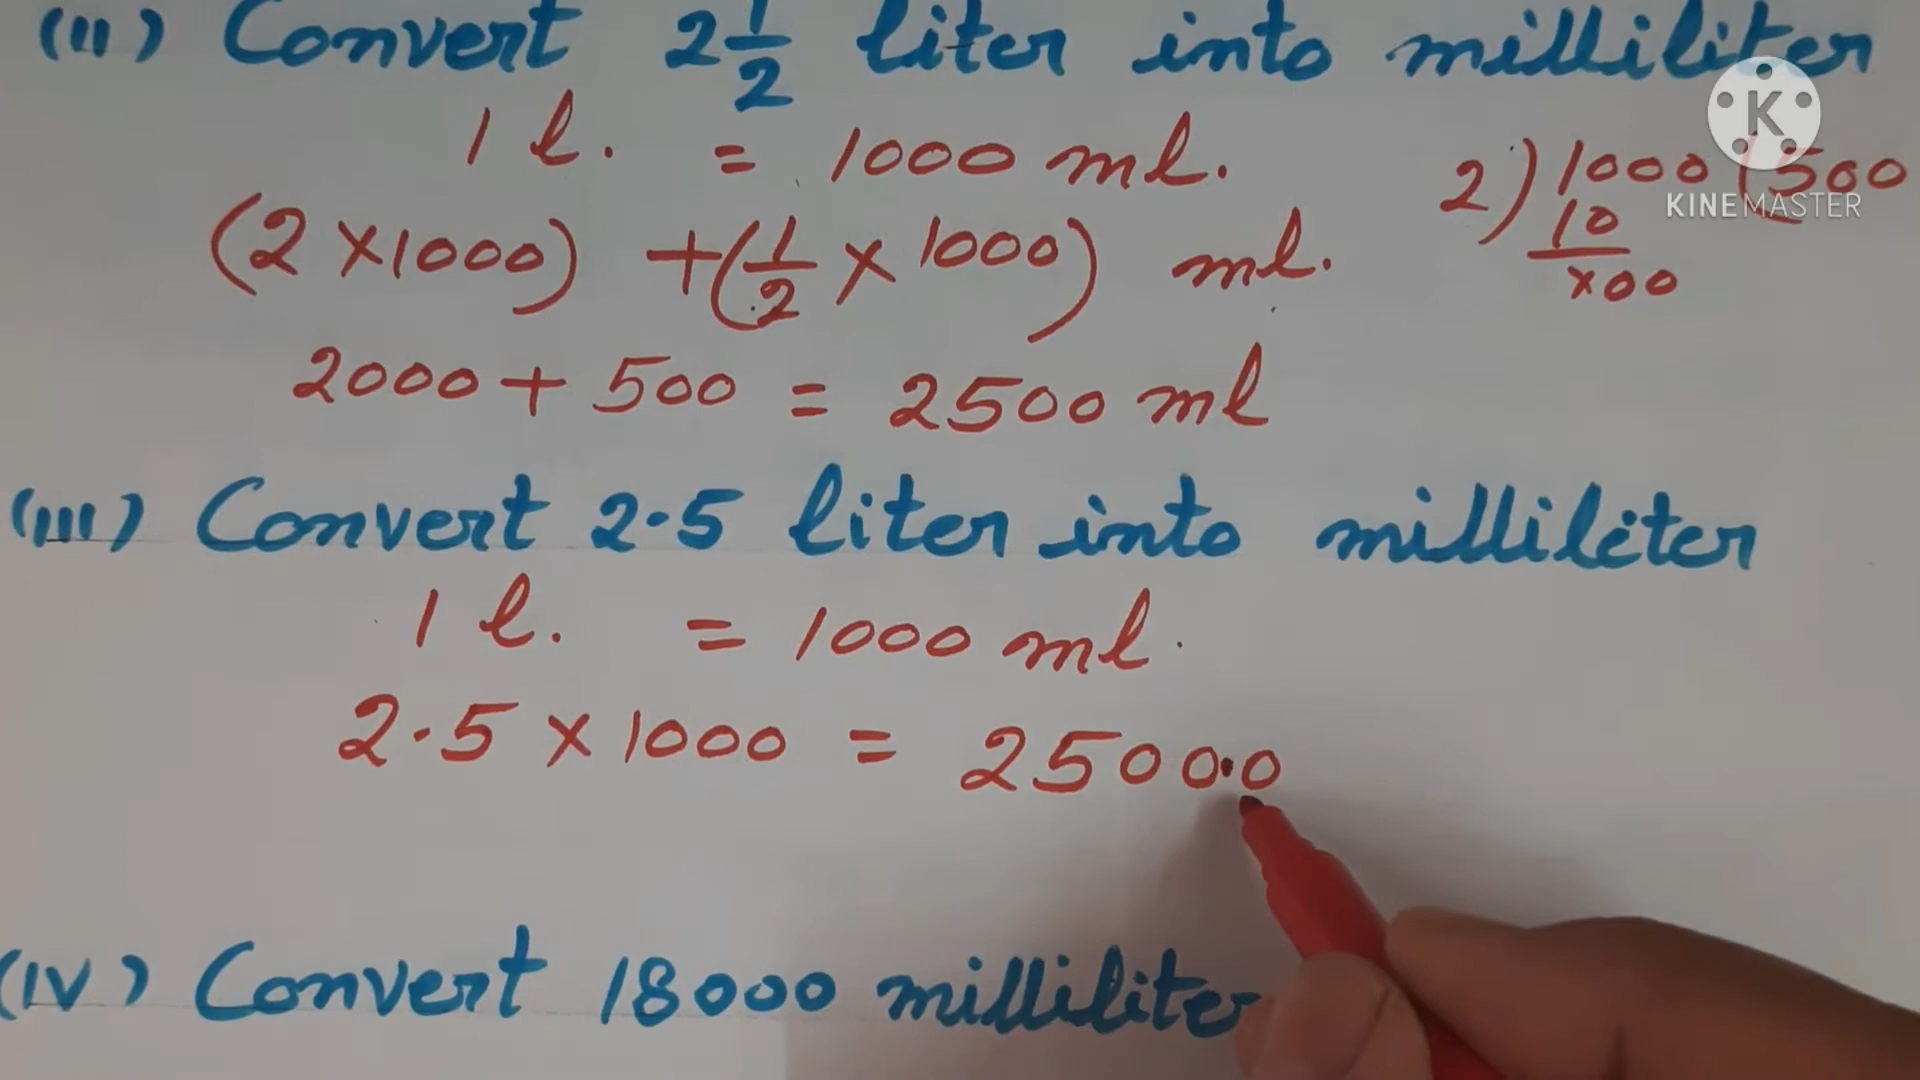 (II) Convert 2 1/2 liter into milliliter
1 l. = 1000 ml.
2) 1000 (500
10
x00
(2 x 1000) + (1/2 x 1000) ml.
2000 + 500 = 2500 ml
(III) Convert 2.5 liter into milliliter
1 l. = 1000 ml.
2.5 x 1000 = 2500.0
(IV) Convert 18000 milliliter
K
KINEMASTER